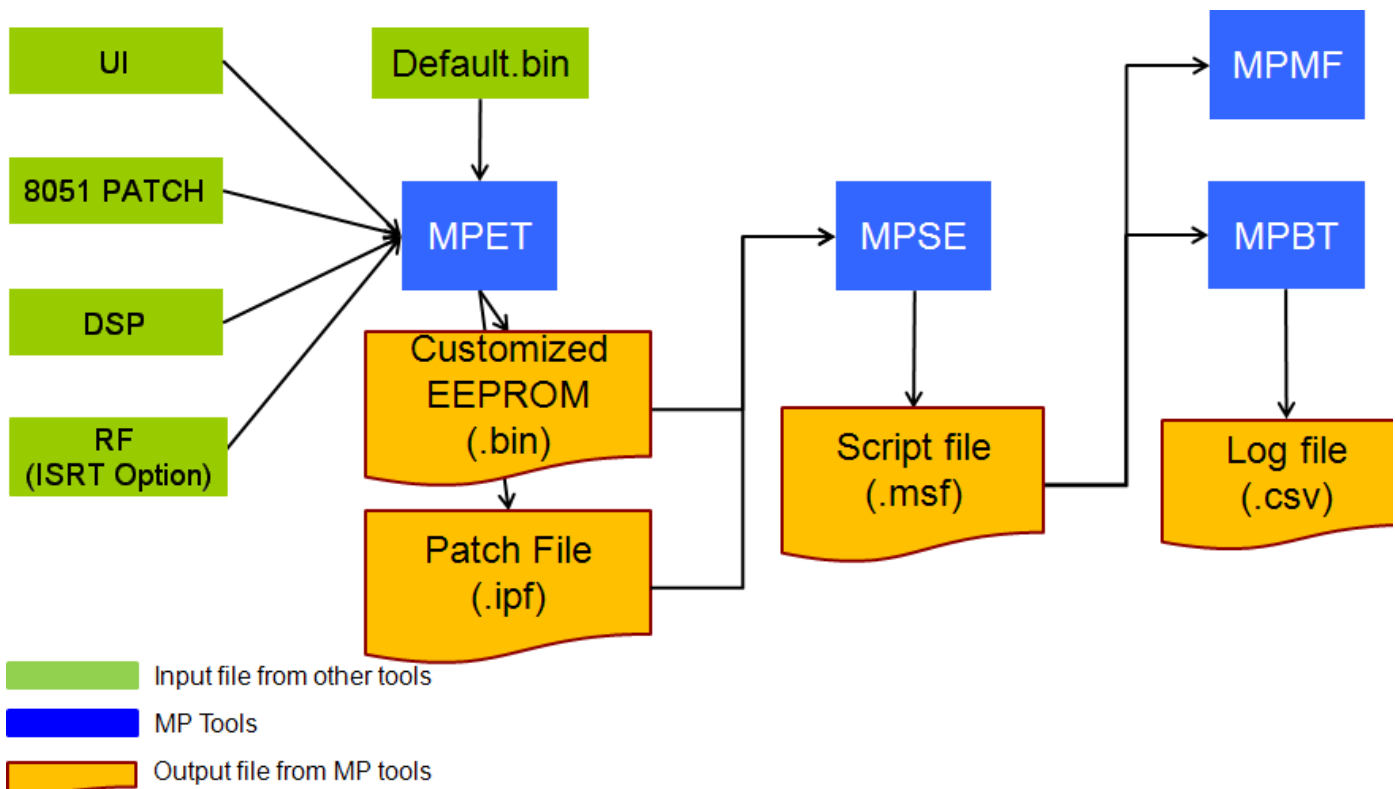 UI
Default.bin
MPMF
8051 PATCH
MPET
MPSE
MPBT
DSP
Customized
EEPROM
(.bin)
RF
(ISRT Option)
Script file
(.msf)
Log file
(.csv)
Patch File
(.ipf)
Input file from other tools
MP Tools
Output file from MP tools